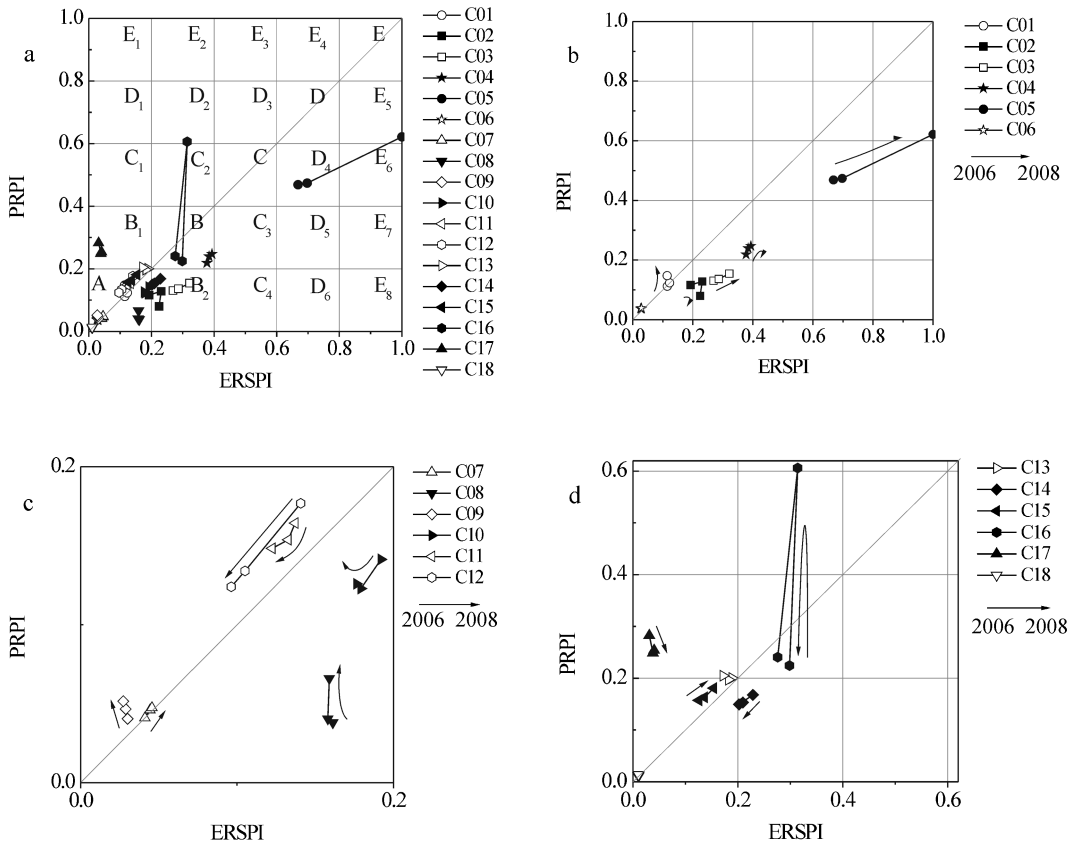 a
1.0
0.8
0.6
0.4
0.2
0.0
PRPI
E1 E2 E3 E4 E
D1 D2 D3 D E5
C1 C2 C D4 E6
B1 B C3 D5 E7
A B2 C4 D6 E8
0.0 0.2 0.4 0.6 0.8 1.0
ERSPI
C01
C02
C03
C04
C05
C06
C07
C08
C09
C10
C11
C12
C13
C14
C15
C16
C17
C18
b
1.0
0.8
0.6
0.4
0.2
0.0
PRPI
0.0 0.2 0.4 0.6 0.8 1.0
ERSPI
C01
C02
C03
C04
C05
C06
2006 2008
c
0.2
0.0
PRPI
0.0 0.2
ERSPI
C07
C08
C09
C10
C11
C12
2006 2008
d
0.6
0.4
0.2
0.0
PRPI
0.0 0.2 0.4 0.6
ERSPI
C13
C14
C15
C16
C17
C18
2006 2008